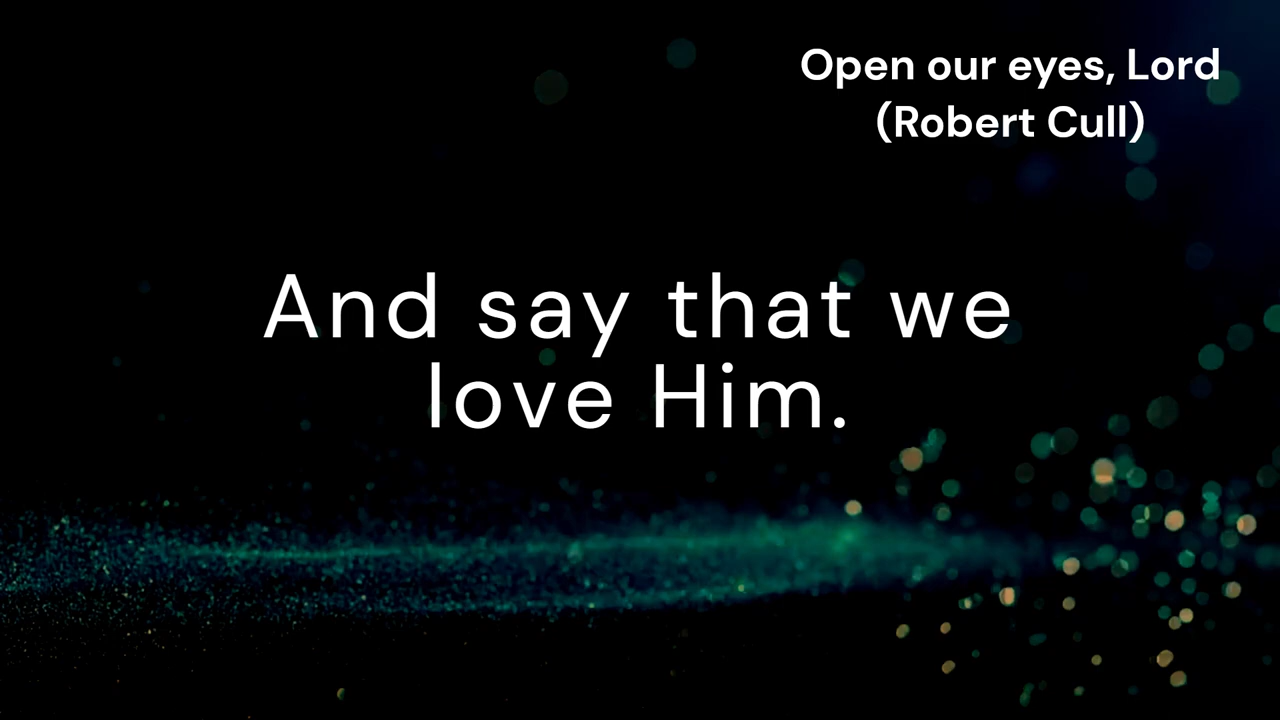 Open our eyes, Lord
(Robert Cull)
And say that we
love Him.